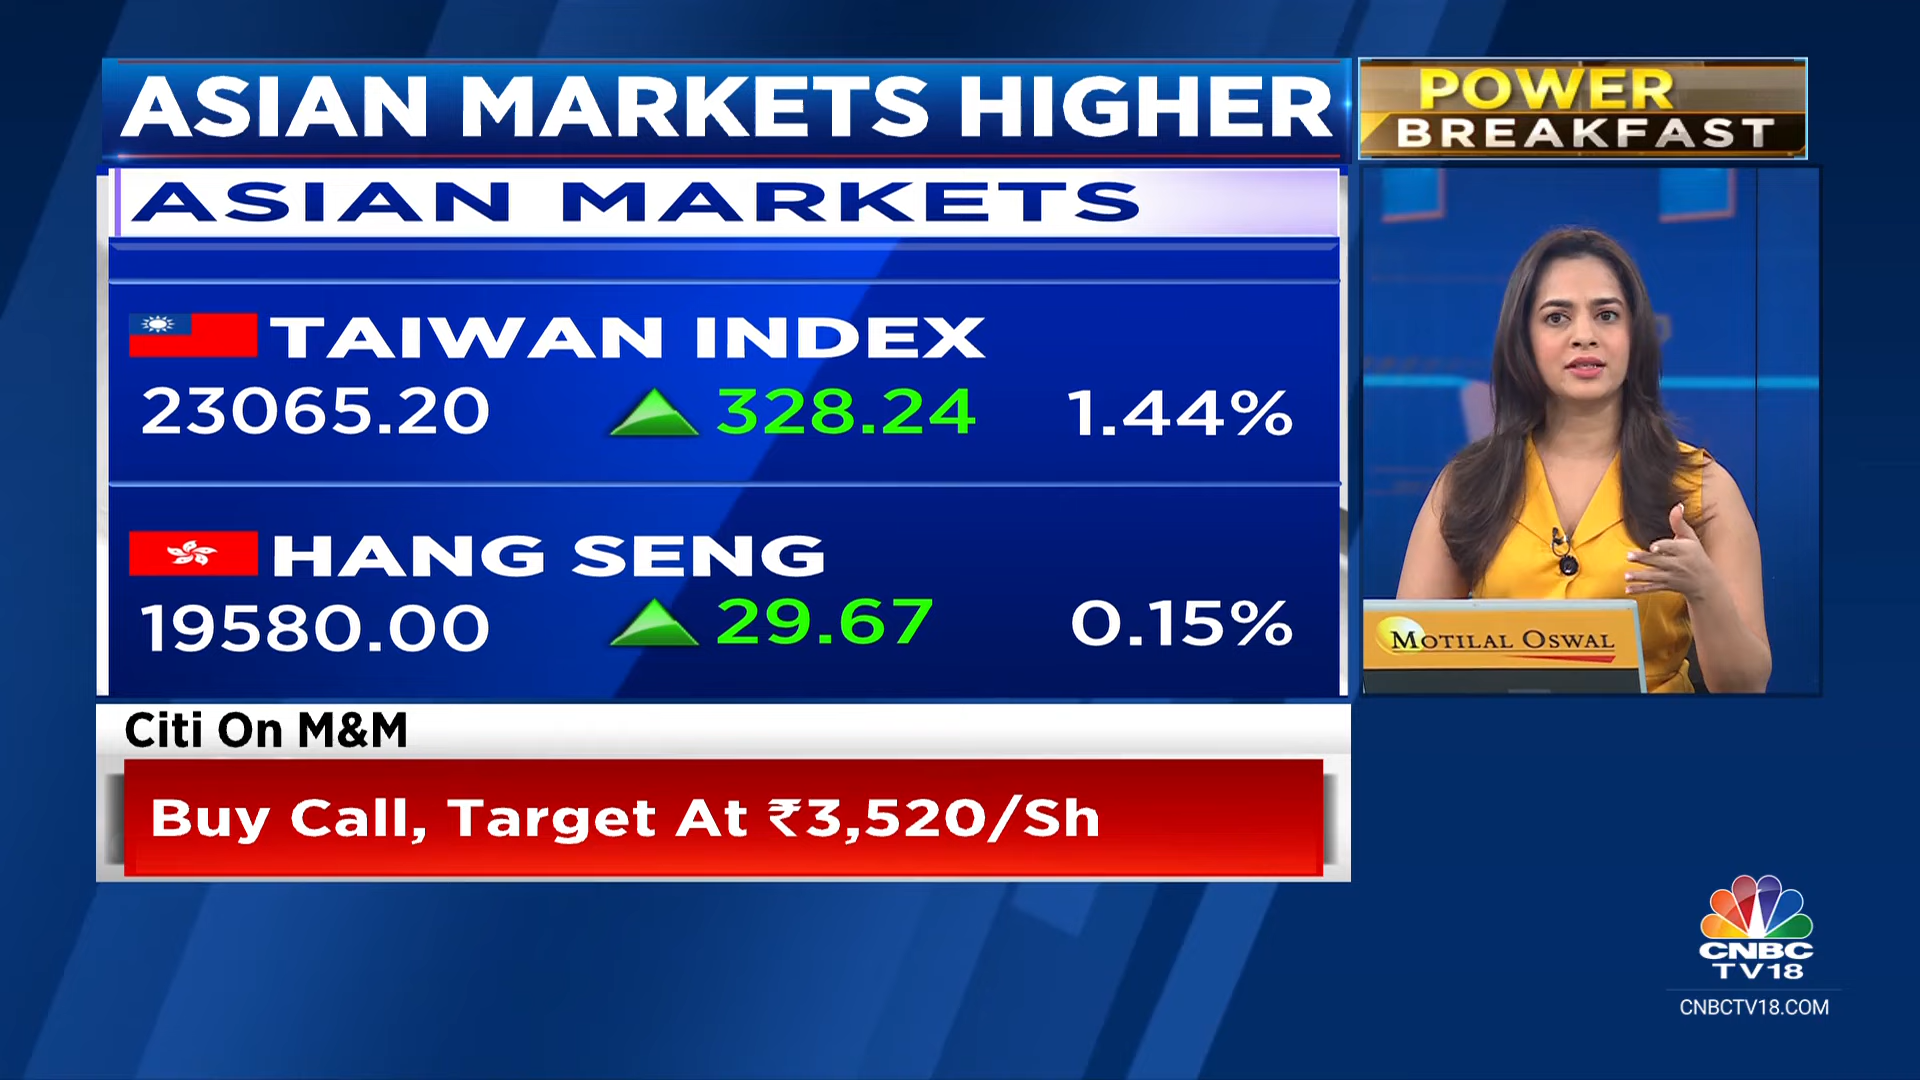 ASIAN MARKETS HIGHER
POWER
BREAKFAST
ASIAN MARKETS
TAIWAN INDEX
23065.20 328.24 1.44%
HANG SENG
19580.00 29.67 0.15%
MOTILAL OSWAL
Citi On M&M
Buy Call, Target At ₹3,520/Sh
CNBC
TV18
CNBCTV18.COM